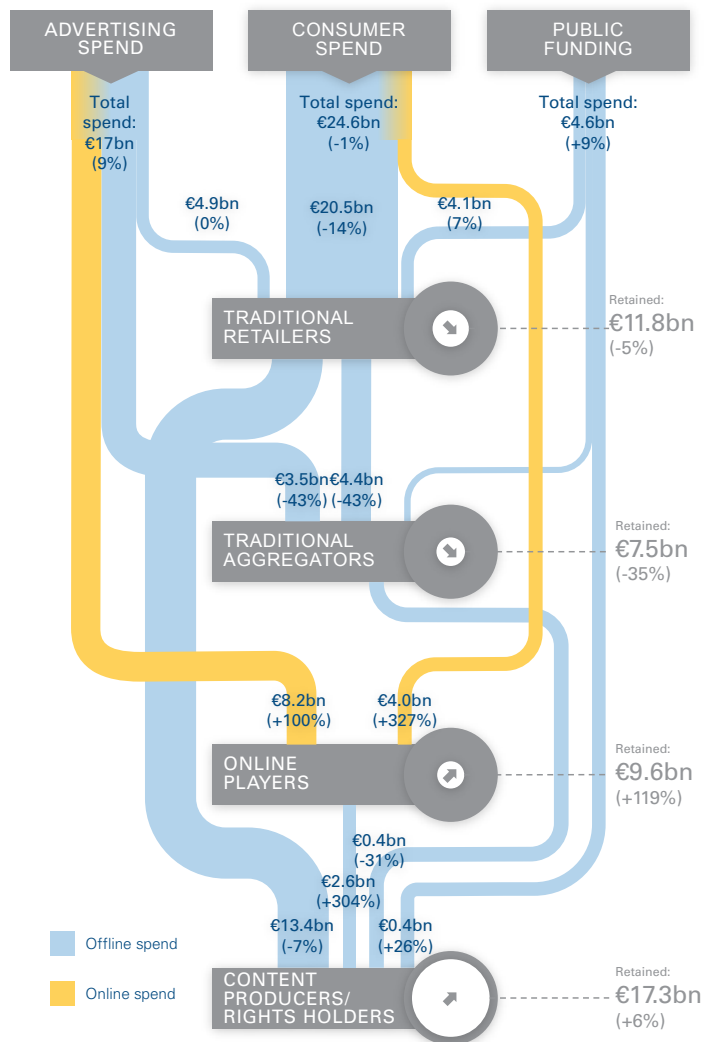 ADVERTISING
SPEND
CONSUMER
SPEND
PUBLIC
FUNDING
Total
spend:
€17bn
(9%)
Total spend:
€24.6bn
(-1%)
Total spend:
€4.6bn
(+9%)
€4.9bn
(0%)
€20.5bn
(-14%)
€4.1bn
(7%)
TRADITIONAL
RETAILERS
Retained:
€11.8bn
(-5%)
€3.5bn
(-43%)
€4.4bn
(-43%)
TRADITIONAL
AGGREGATORS
Retained:
€7.5bn
(-35%)
€8.2bn
(+100%)
€4.0bn
(+327%)
ONLINE
PLAYERS
Retained:
€9.6bn
(+119%)
€0.4bn
(-31%)
€2.6bn
(+304%)
€13.4bn
(-7%)
€0.4bn
(+26%)
Offline spend
Online spend
CONTENT
PRODUCERS/
RIGHTS HOLDERS
Retained:
€17.3bn
(+6%)